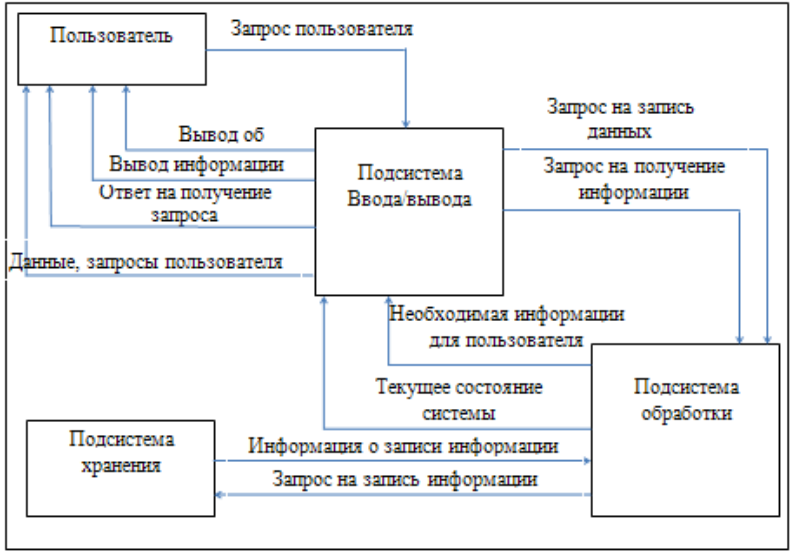 Пользователь
Запрос пользователя
Запрос на запись
данных
Вывод об
Вывод информации
Ответ на получение
запроса
Подсистема
Ввода/вывода
Запрос на получение
информации
Данные, запросы пользователя
Необходимая информации
для пользователя
Текущее состояние
системы
Подсистема
обработки
Подсистема
хранения
Информация о записи информации
Запрос на запись информации